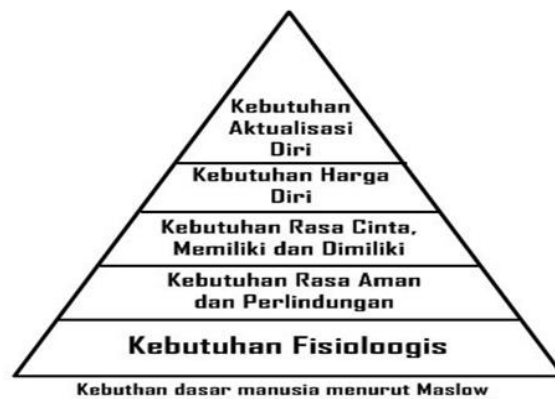 Kebutuhan
Aktualisasi
Diri
Kebutuhan Harga
Diri
Kebutuhan Rasa Cinta,
Memiliki dan Dimiliki
Kebutuhan Rasa Aman
dan Perlindungan
Kebutuhan Fisioloogis
Kebuthan dasar manusia menurut Maslow